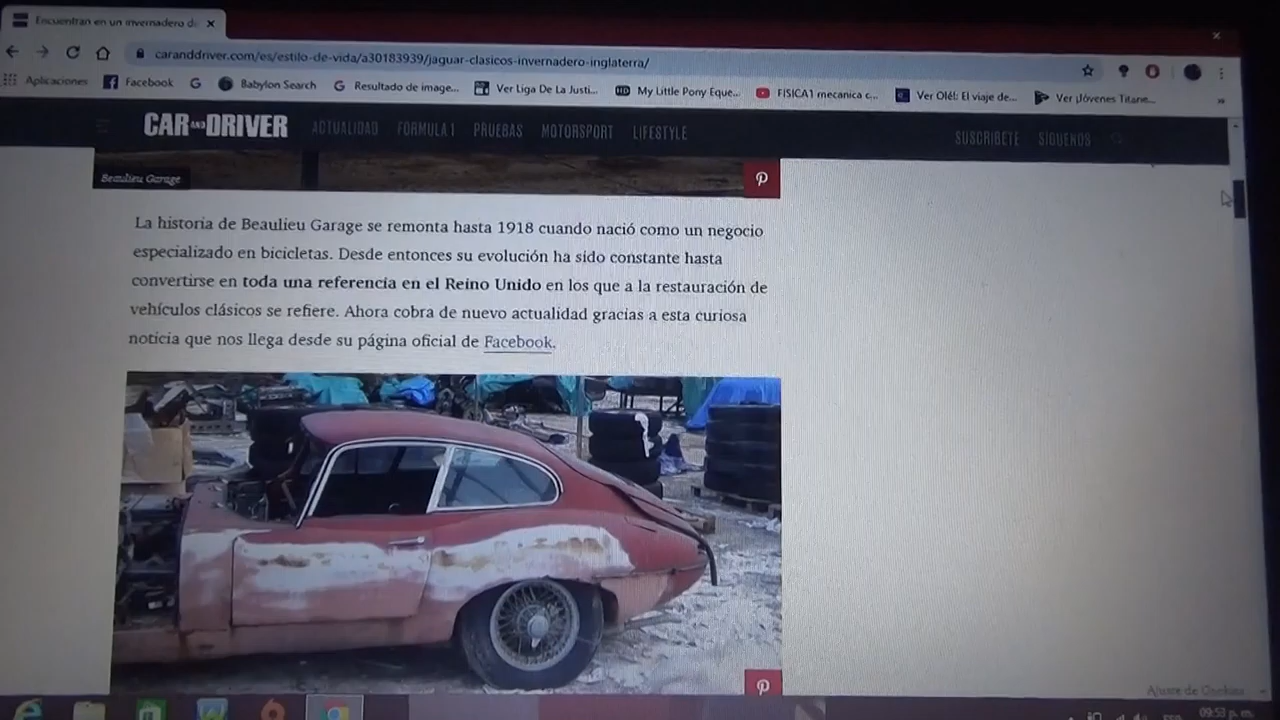 Encuentran en un invernadero d
caranddriver.com/es/estilo-de-vida/a30183939/jaguar-clasicos-invernadero-inglaterra/
Aplicaciones Facebook Babylon Search Resultado de image... Ver Liga De La Justi... My Little Pony Eque... FISICA1 mecanica c... Ver Olé!: El viaje de... Ver ¡Jóvenes Titane...
CAR AND DRIVER ACTUALIDAD FÓRMULA 1 PRUEBAS MOTORSPORT LIFESTYLE SUSCRÍBETE SÍGUENOS
Beaulieu Garage
La historia de Beaulieu Garage se remonta hasta 1918 cuando nació como un negocio
especializado en bicicletas. Desde entonces su evolución ha sido constante hasta
convertirse en toda una referencia en el Reino Unido en los que a la restauración de
vehículos clásicos se refiere. Ahora cobra de nuevo actualidad gracias a esta curiosa
noticia que nos llega desde su página oficial de Facebook.
Ajuste de Cookies
09:53 p. m.